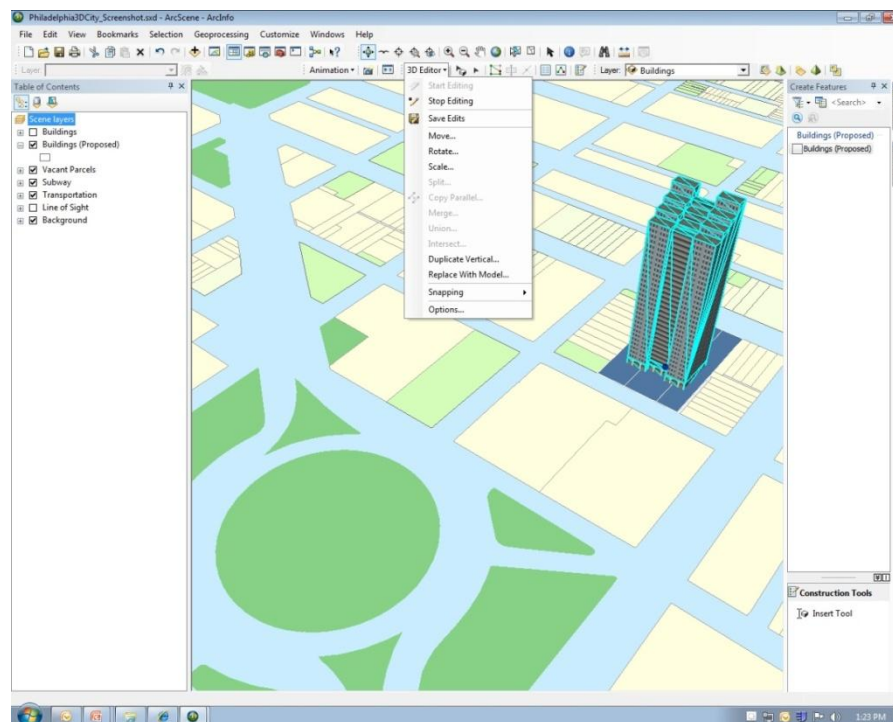 Philadelphia3DCity_Screenshot.sxd - ArcScene - ArcInfo
File Edit View Bookmarks Selection Geoprocessing Customize Windows Help
Layer: Animation 3D Editor Layer: Buildings
Table of Contents
Scene layers
Buildings
Buildings (Proposed)
Vacant Parcels
Subway
Transportation
Line of Sight
Background
Start Editing
Stop Editing
Save Edits
Move...
Rotate...
Scale...
Split...
Copy Parallel...
Merge...
Union...
Intersect...
Duplicate Vertical...
Replace With Model...
Snapping
Options...
Create Features
<Search>
Buildings (Proposed)
Buildings (Proposed)
Construction Tools
Insert Tool
1:23 PM